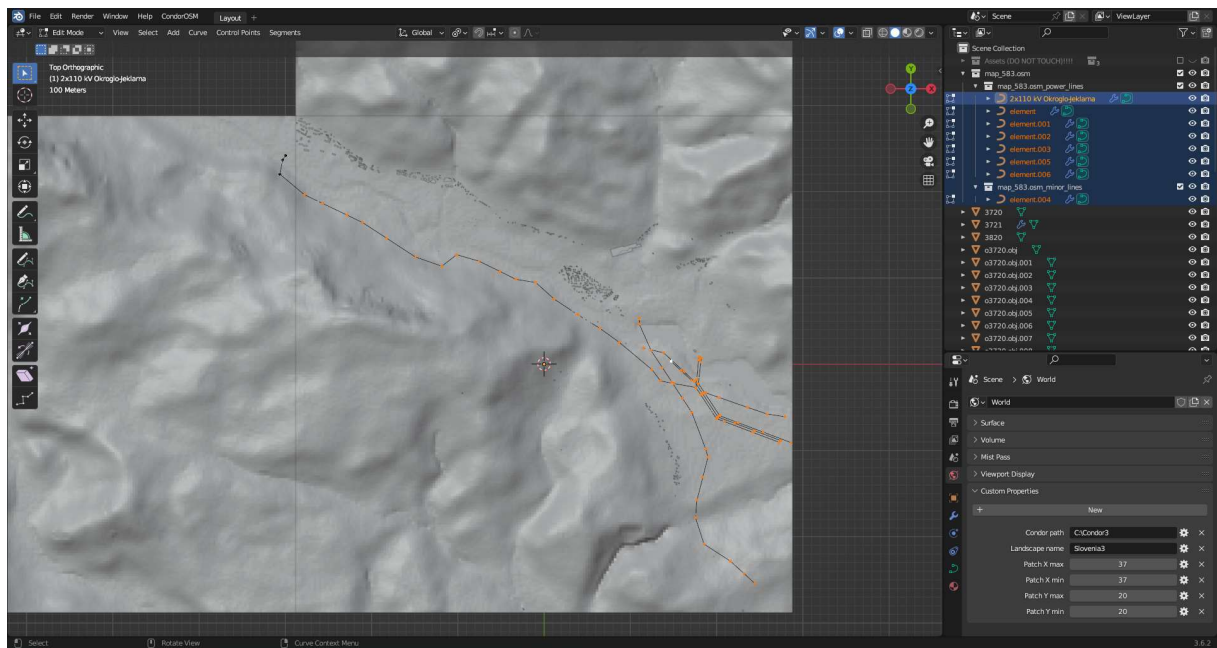 File Edit Render Window Help CondorOSM Layout + Scene ViewLayer
Edit Mode View Select Add Curve Control Points Segments Global
Top Orthographic
(1) 2x110 kV Okroglo-Jeklarna
100 Meters
Scene Collection
Assets (DO NOT TOUCH)!!!!! 3
map_583.osm
map_583.osm_power_lines
2x110 kV Okroglo-Jeklarna
element
element.001
element.002
element.003
element.005
element.006
map_583.osm_minor_lines
element.004
3720
3721
3820
o3720.obj
o3720.obj.001
o3720.obj.002
o3720.obj.003
o3720.obj.004
o3720.obj.005
o3720.obj.006
o3720.obj.007
Scene > World
World
Surface
Volume
Mist Pass
Viewport Display
Custom Properties
+ New
Condor path C:\Condor3
Landscape name Slovenia3
Patch X max 37
Patch X min 37
Patch Y max 20
Patch Y min 20
Select Rotate View Curve Context Menu 3.6.2